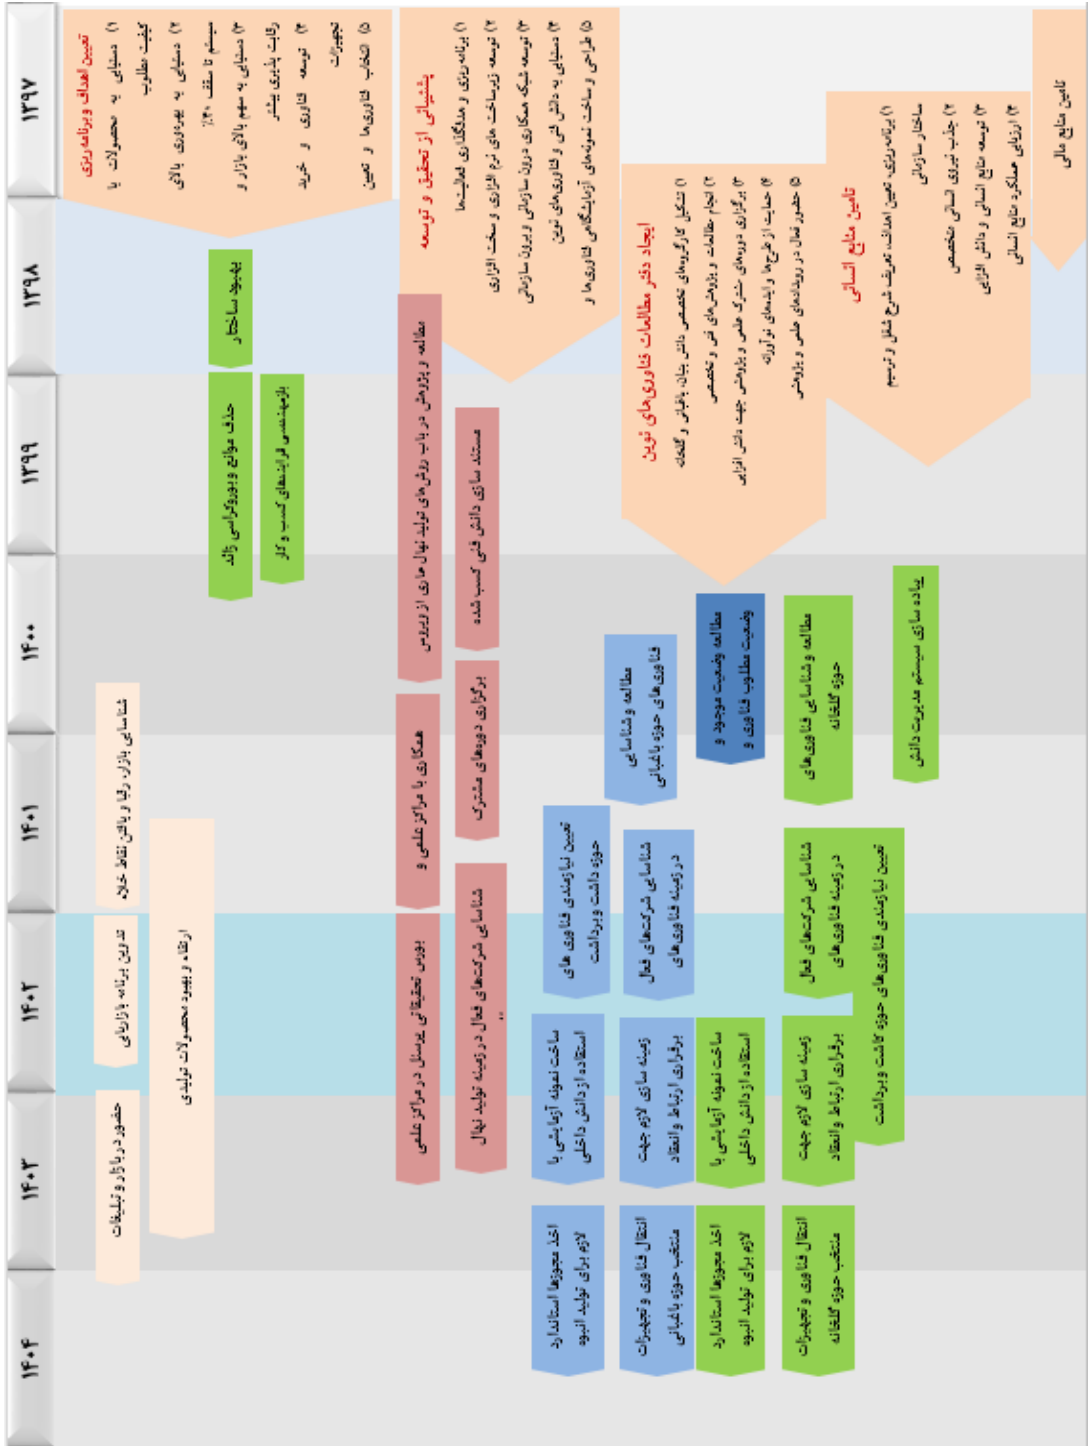 ۱۳۹۷
۱۳۹۸
۱۳۹۹
۱۴۰۰
۱۴۰۱
۱۴۰۲
۱۴۰۳
۱۴۰۴
تعیین اهداف و برنامه ریزی
۱) دستیابی به محصولات با
کیفیت مطلوب
۲) دستیابی به بهره‌وری بالای
سیستم تا سقف ۳۰٪
۳) دستیابی به سهم بالای بازار و
رقابت پذیری بیشتر
۴) توسعه فناوری و خرید
تجهیزات
۵) انتخاب فناوری‌ها و تعیین
پشتیبانی از تحقیق و توسعه
۱) برنامه ریزی و هدفگذاری فعالیت‌ها
۲) توسعه زیرساخت های نرم افزاری و سخت افزاری
۳) توسعه شبکه همکاری درون سازمانی و برون سازمانی
۴) دستیابی به دانش فنی و فناوری‌های نوین
۵) طراحی و ساخت نمونه‌های آزمایشگاهی فناوری‌ها و
ایجاد دفتر مطالعات فناوری‌های نوین
۱) تشکیل کارگروه‌های تخصصی دانش بنیان، باغبانی و گلخانه
۲) انجام مطالعات و پژوهش‌های فنی و تخصصی
۳) برگزاری دوره‌های مشترک علمی و پژوهشی جهت دانش افزایی
۴) حمایت از طرح‌ها و ایده‌های نوآورانه
۵) حضور فعال در رویدادهای علمی و پژوهشی
تامین منابع انسانی
۱) برنامه‌ریزی، تعیین اهداف، تعریف شرح شغل و ترسیم
ساختار سازمانی
۲) جذب نیروی انسانی متخصص
۳) توسعه منابع انسانی و دانش افزایی
۴) ارزیابی عملکرد منابع انسانی
تامین منابع مالی
بهبود ساختار
حذف موانع و بوروکراسی زائد
بازمهندسی فرایندهای کسب و کار
مطالعه و پژوهش در باب روش‌های تولید نهال عاری از ویروس
مستند سازی دانش فنی کسب شده
همکاری با مراکز علمی و
برگزاری دوره‌های مشترک
بورس تحقیقاتی پرسنل در مراکز علمی
شناسایی شرکت‌های فعال در زمینه تولید نهال
شناسایی بازار، رقبا و یافتن نقاط خلاء
تدوین برنامه بازاریابی
حضور در بازار و تبلیغات
ارتقاء و بهبود محصولات تولیدی
مطالعه و شناسایی
فناوری‌های حوزه باغبانی
مطالعه وضعیت موجود و
وضعیت مطلوب فناوری و
مطالعه و شناسایی فناوری‌های
حوزه گلخانه
پیاده سازی سیستم مدیریت دانش
تعیین نیازمندی فناوری های
حوزه داشت و برداشت
شناسایی شرکت‌های فعال
در زمینه فناوری‌های
شناسایی شرکت‌های فعال
در زمینه فناوری‌های
تعیین نیازمندی فناوری‌های حوزه کاشت و برداشت
ساخت نمونه آزمایشی با
استفاده از دانش داخلی
زمینه سازی لازم جهت
برقراری ارتباط و انعقاد
ساخت نمونه آزمایشی با
استفاده از دانش داخلی
زمینه سازی لازم جهت
برقراری ارتباط و انعقاد
اخذ مجوزها استاندارد
لازم برای تولید انبوه
انتقال فناوری و تجهیزات
منتخب حوزه باغبانی
اخذ مجوزها استاندارد
لازم برای تولید انبوه
انتقال فناوری و تجهیزات
منتخب حوزه گلخانه